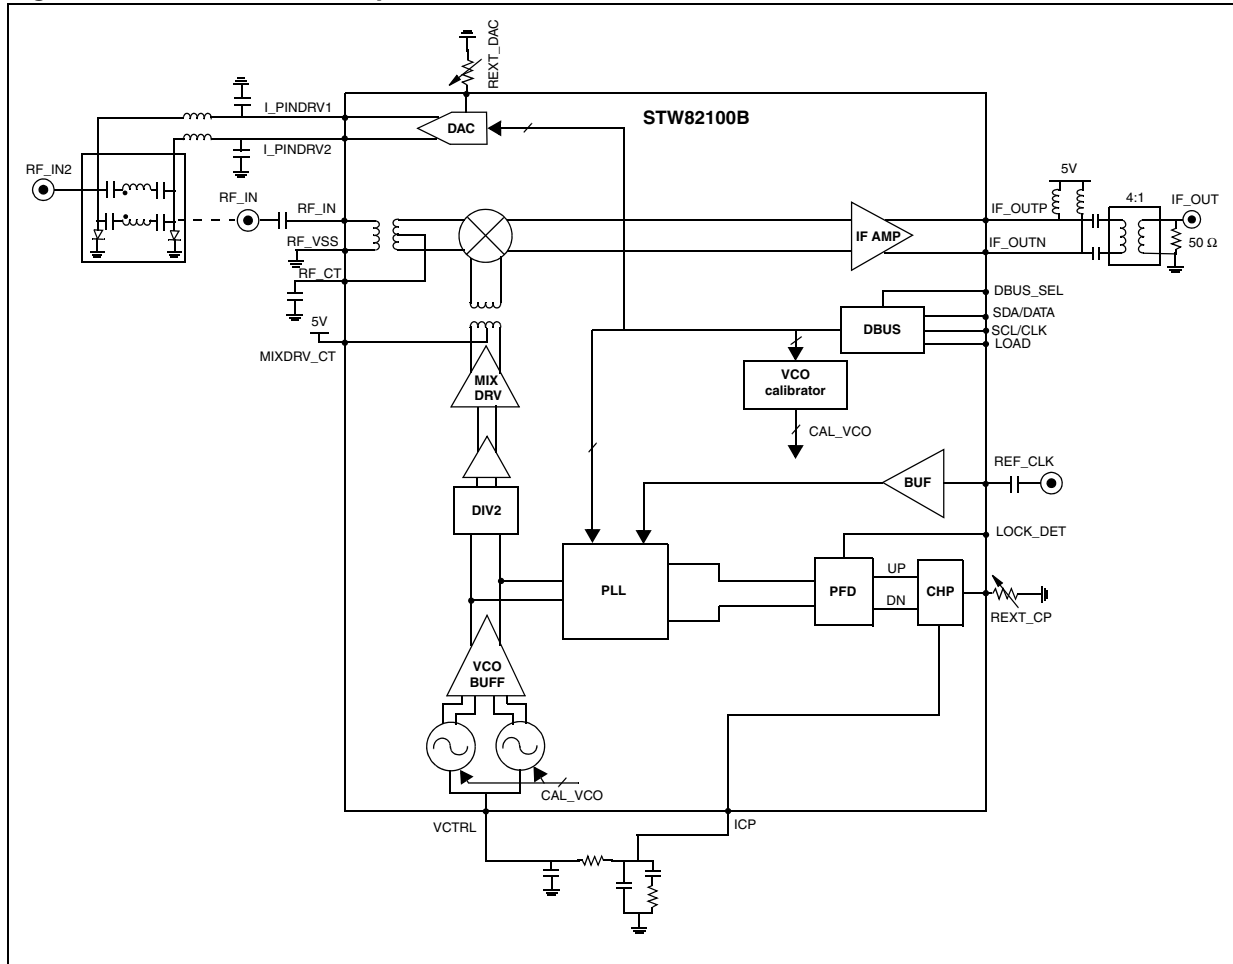 REXT_DAC
STW82100B
I_PINDRV1
DAC
I_PINDRV2
RF_IN2
RF_IN
RF_IN
RF_VSS
RF_CT
5V
MIXDRV_CT
5V
4:1
IF_OUT
IF_OUTP
IF AMP
50 Ω
IF_OUTN
DBUS_SEL
SDA/DATA
DBUS
SCL/CLK
LOAD
MIX
DRV
VCO
calibrator
CAL_VCO
REF_CLK
BUF
DIV2
LOCK_DET
PLL
PFD
UP
DN
CHP
REXT_CP
VCO
BUFF
CAL_VCO
VCTRL
ICP